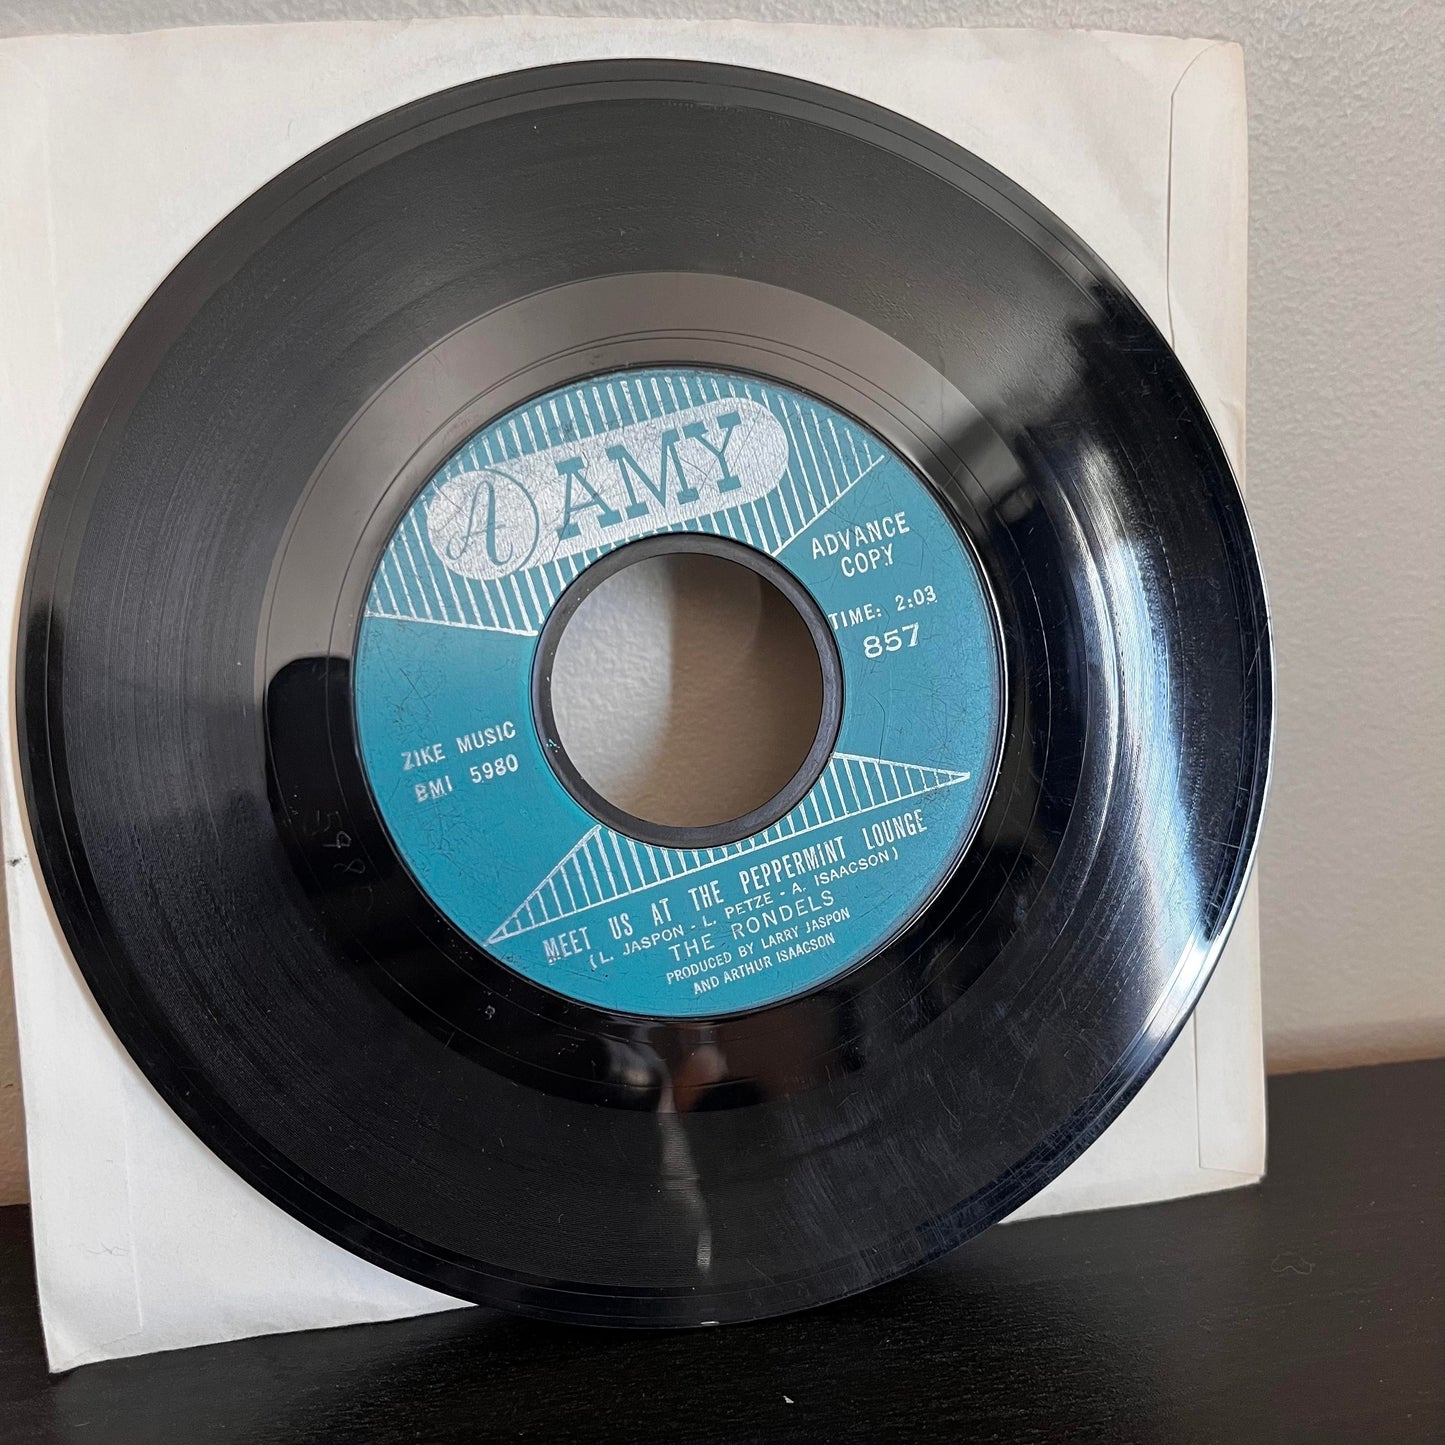 A AMY
ADVANCE
COPY
TIME: 2:03
857
ZIKE MUSIC
BMI 5980
MEET US AT THE PEPPERMINT LOUNGE
(L. JASPON - L. PETZE - A. ISAACSON)
THE RONDELS
PRODUCED BY LARRY JASPON
AND ARTHUR ISAACSON